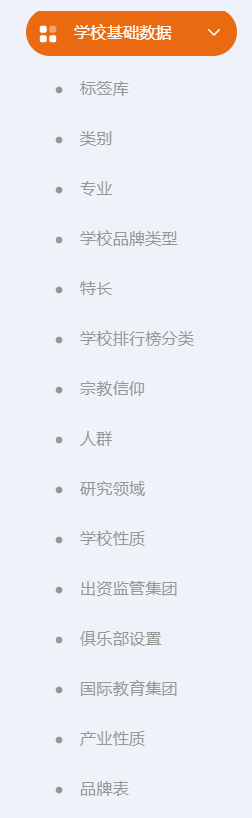 学校基础数据
标签库
类别
专业
学校品牌类型
特长
学校排行榜分类
宗教信仰
人群
研究领域
学校性质
出资监管集团
俱乐部设置
国际教育集团
产业性质
品牌表